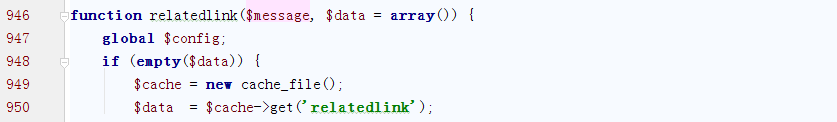 946 function relatedlink($message, $data = array()) {
947 global $config;
948 if (empty($data)) {
949 $cache = new cache_file();
950 $data  = $cache->get('relatedlink');